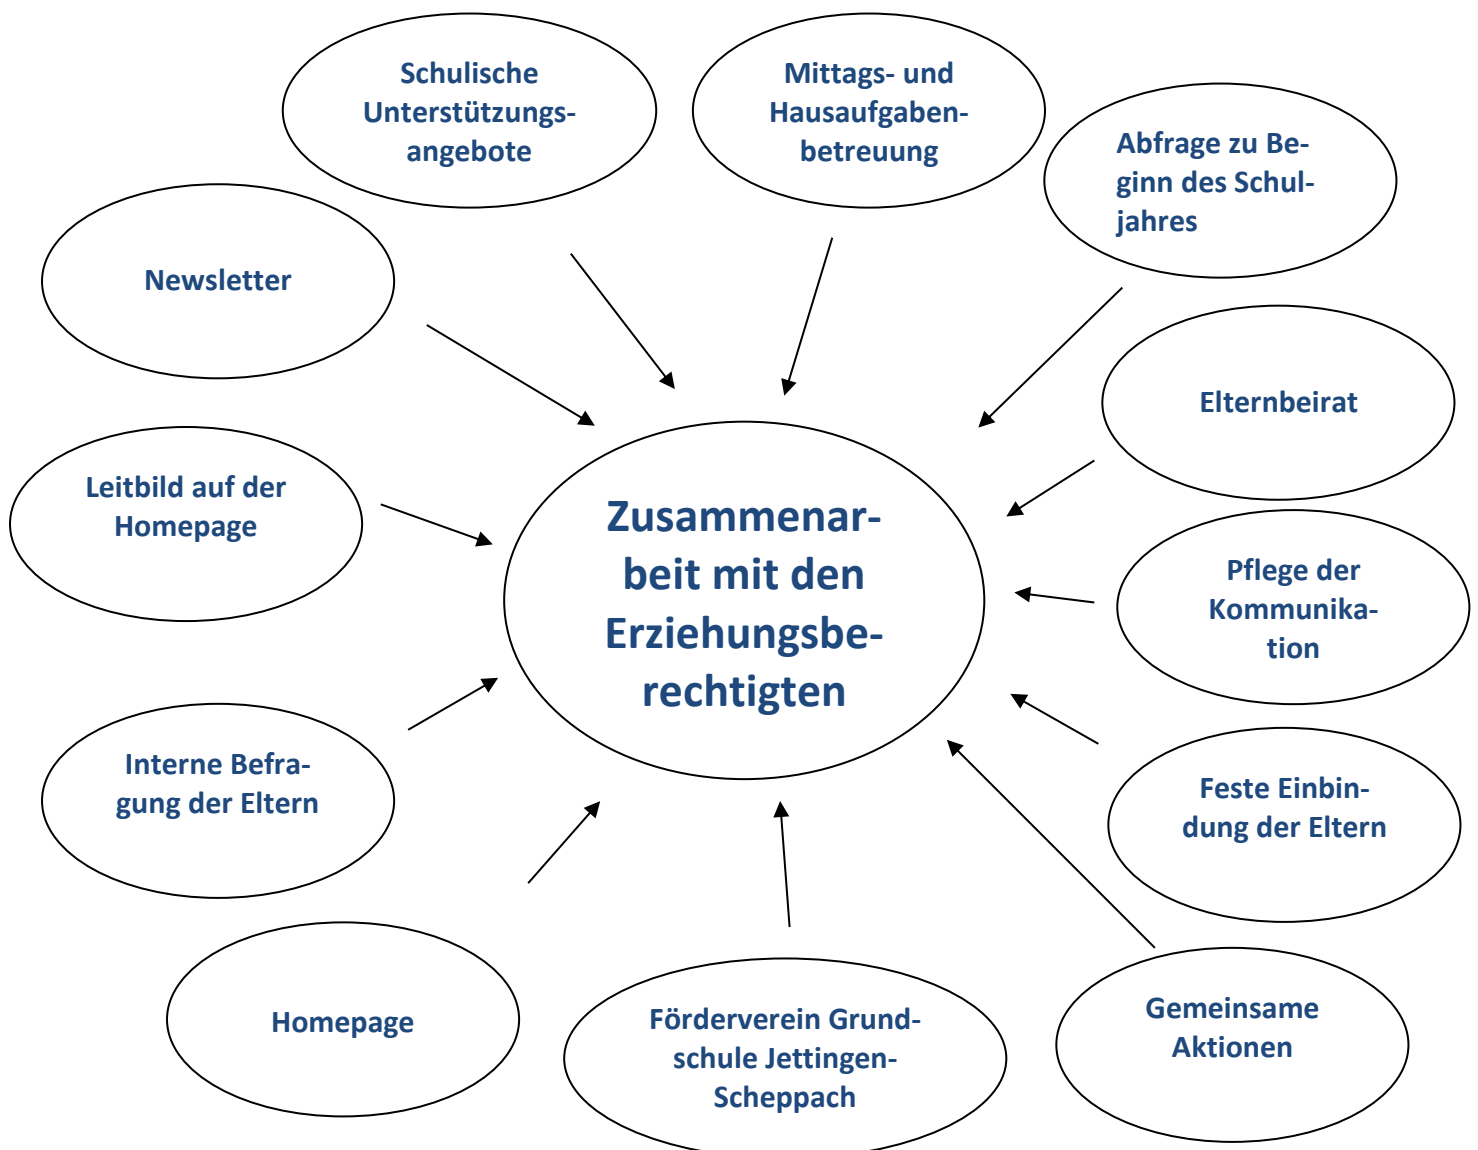 Schulische
Unterstützungs-
angebote
Mittags- und
Hausaufgaben-
betreuung
Abfrage zu Be-
ginn des Schul-
jahres
Newsletter
Elternbeirat
Leitbild auf der
Homepage
Zusammenar-
beit mit den
Erziehungsbe-
rechtigten
Pflege der
Kommunika-
tion
Interne Befra-
gung der Eltern
Feste Einbin-
dung der Eltern
Homepage
Förderverein Grund-
schule Jettingen-
Scheppach
Gemeinsame
Aktionen